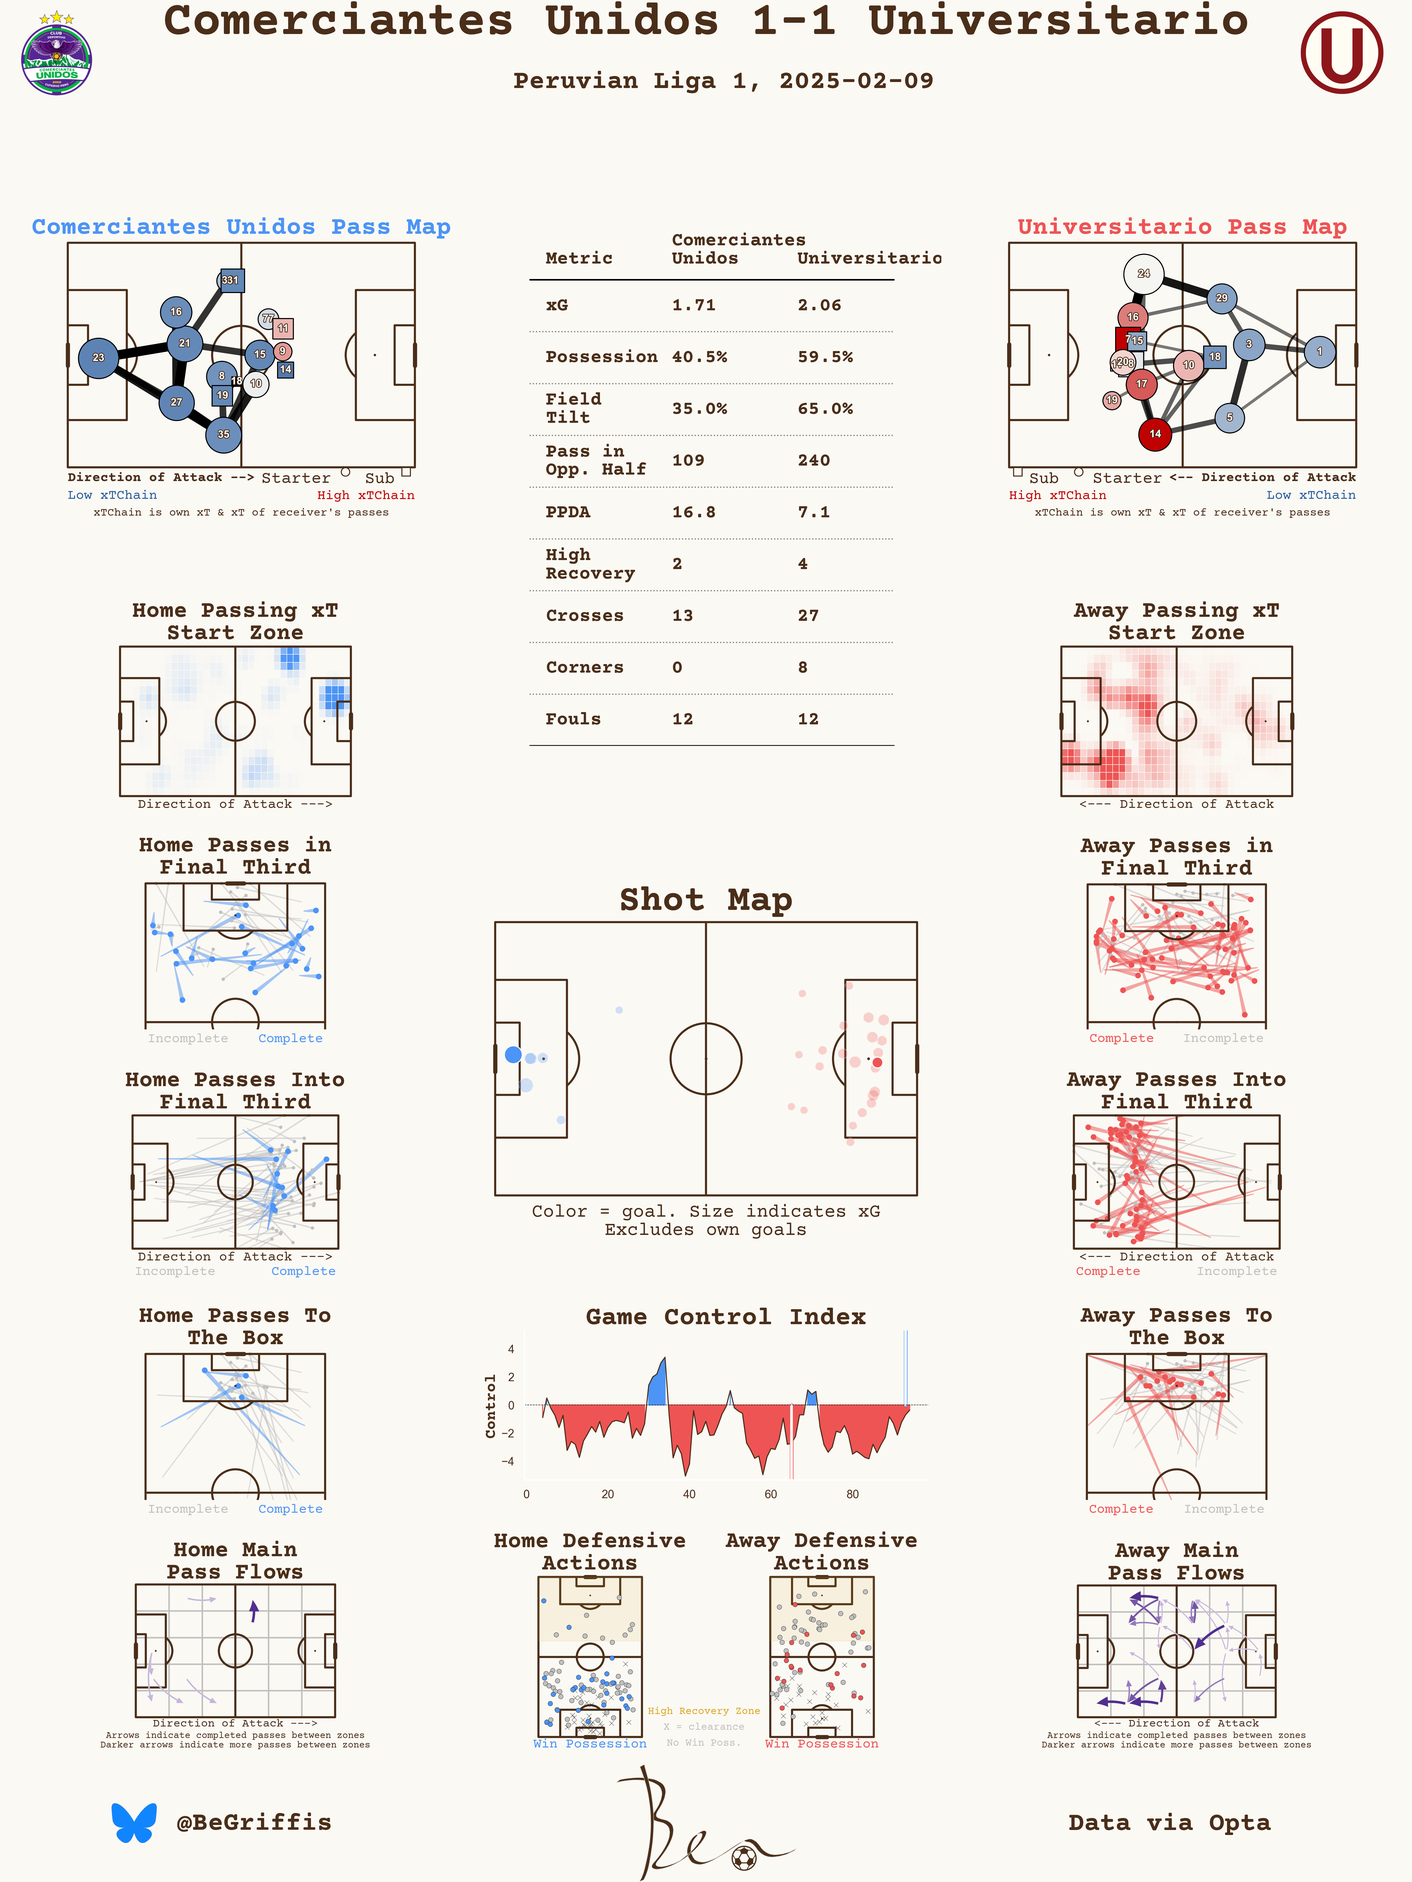 Comerciantes Unidos 1-1 Universitario
Peruvian Liga 1, 2025-02-09
CLUB
DEPORTIVO
COMERCIANTES
UNIDOS
U
Comerciantes Unidos Pass Map
331
16
77
11
21
23
15
9
14
8
18
10
19
27
35
Direction of Attack --> Starter Sub
Low xTChain High xTChain
xTChain is own xT & xT of receiver's passes
Metric Comerciantes Unidos Universitario
xG 1.71 2.06
Possession 40.5% 59.5%
Field Tilt 35.0% 65.0%
Pass in Opp. Half 109 240
PPDA 16.8 7.1
High Recovery 2 4
Crosses 13 27
Corners 0 8
Fouls 12 12
Universitario Pass Map
24
29
16
7
15
3
1
20
8
18
10
17
19
5
14
Sub Starter <-- Direction of Attack
High xTChain Low xTChain
xTChain is own xT & xT of receiver's passes
Home Passing xT
Start Zone
Direction of Attack --->
Away Passing xT
Start Zone
<--- Direction of Attack
Home Passes in
Final Third
Incomplete Complete
Away Passes in
Final Third
Complete Incomplete
Shot Map
Color = goal. Size indicates xG
Excludes own goals
Home Passes Into
Final Third
Direction of Attack --->
Incomplete Complete
Away Passes Into
Final Third
<--- Direction of Attack
Complete Incomplete
Home Passes To
The Box
Incomplete Complete
Game Control Index
Control
4
2
0
−2
−4
0 20 40 60 80
Away Passes To
The Box
Complete Incomplete
Home Main
Pass Flows
Direction of Attack --->
Arrows indicate completed passes between zones
Darker arrows indicate more passes between zones
Home Defensive
Actions
Win Possession
High Recovery Zone
X = clearance
No Win Poss.
Away Defensive
Actions
Win Possession
Away Main
Pass Flows
<--- Direction of Attack
Arrows indicate completed passes between zones
Darker arrows indicate more passes between zones
@BeGriffis
Ben
Data via Opta